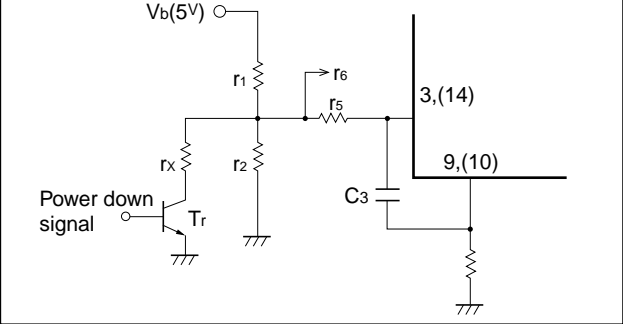 Vb(5V)
r1
r6
r5
3,(14)
rX
r2
9,(10)
C3
Power down
signal
Tr